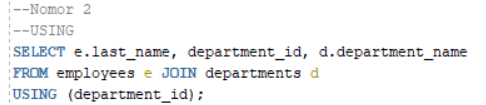 --Nomor 2
--USING
SELECT e.last_name, department_id, d.department_name
FROM employees e JOIN departments d
USING (department_id);